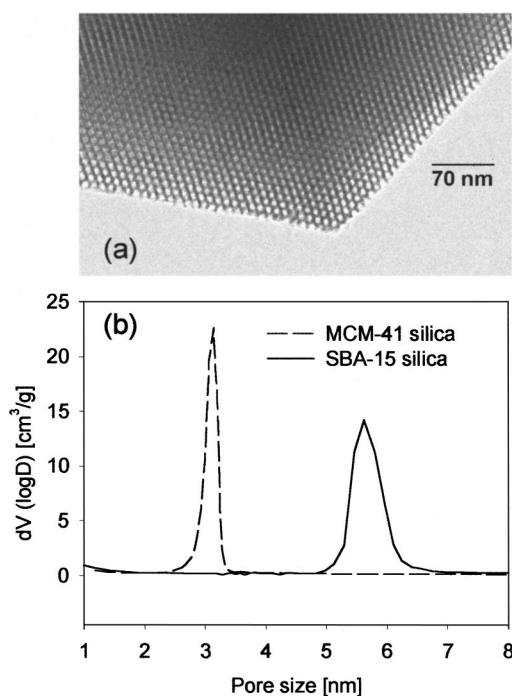 70 nm
(a)
(b)
MCM-41 silica
SBA-15 silica
25
20
15
10
5
0
dV (logD) [cm³/g]
1 2 3 4 5 6 7 8
Pore size [nm]